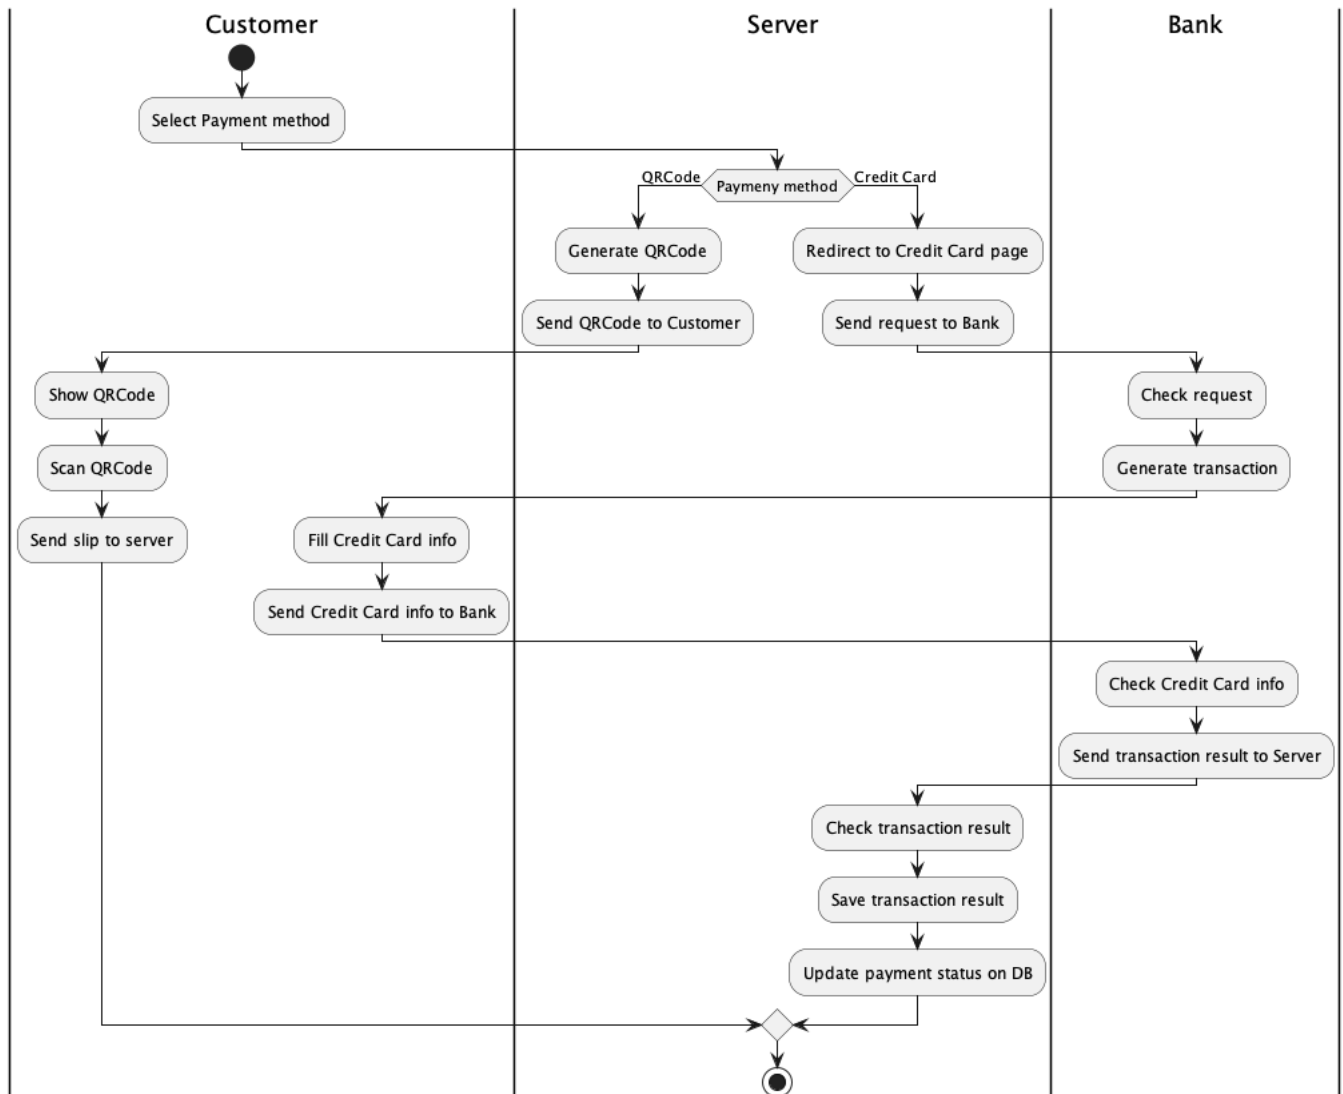 Customer
Server
Bank
Select Payment method
QRCode
Paymeny method
Credit Card
Generate QRCode
Redirect to Credit Card page
Send QRCode to Customer
Send request to Bank
Show QRCode
Check request
Scan QRCode
Generate transaction
Send slip to server
Fill Credit Card info
Send Credit Card info to Bank
Check Credit Card info
Send transaction result to Server
Check transaction result
Save transaction result
Update payment status on DB